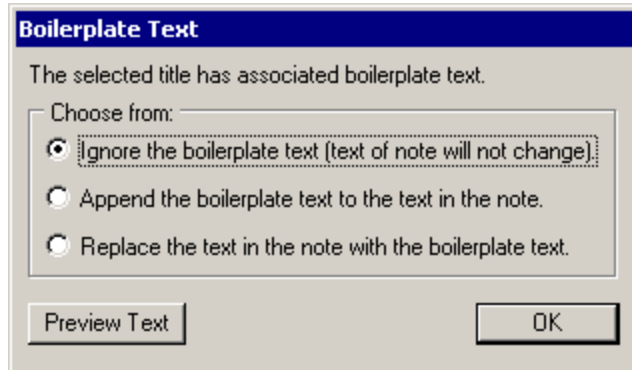 Boilerplate Text
The selected title has associated boilerplate text.
Choose from:
Ignore the boilerplate text (text of note will not change).
Append the boilerplate text to the text in the note.
Replace the text in the note with the boilerplate text.
Preview Text OK